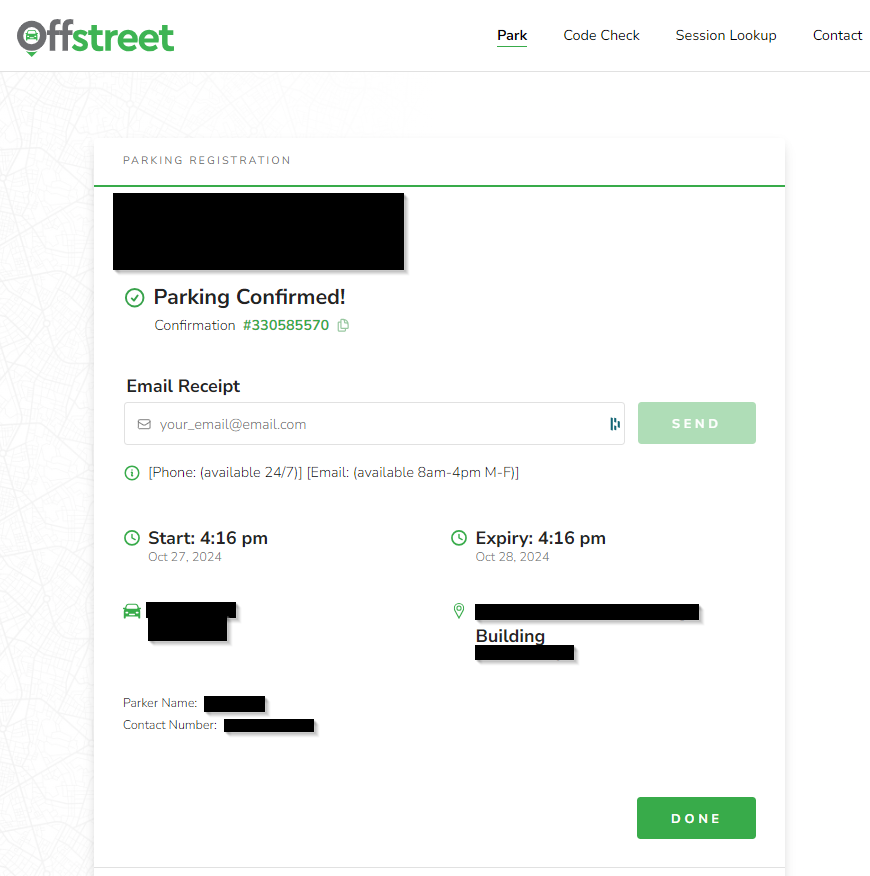 Offstreet
Park Code Check Session Lookup Contact
PARKING REGISTRATION
Parking Confirmed!
Confirmation #330585570
Email Receipt
your_email@email.com
SEND
[Phone: (available 24/7)] [Email: (available 8am-4pm M-F)]
Start: 4:16 pm
Oct 27, 2024
Expiry: 4:16 pm
Oct 28, 2024
Building
Parker Name:
Contact Number:
DONE